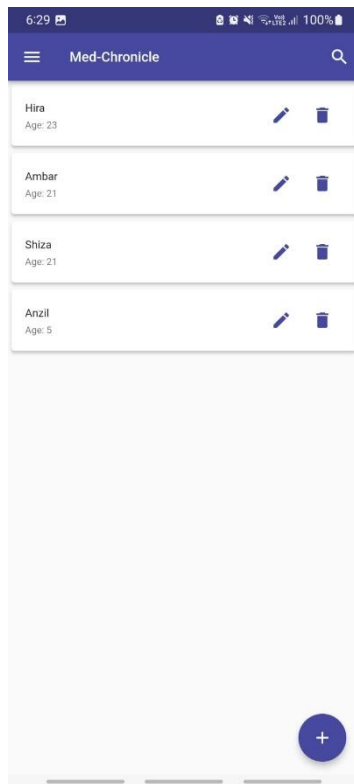 6:29
100%
Med-Chronicle
Hira
Age: 23
Ambar
Age: 21
Shiza
Age: 21
Anzil
Age: 5
+